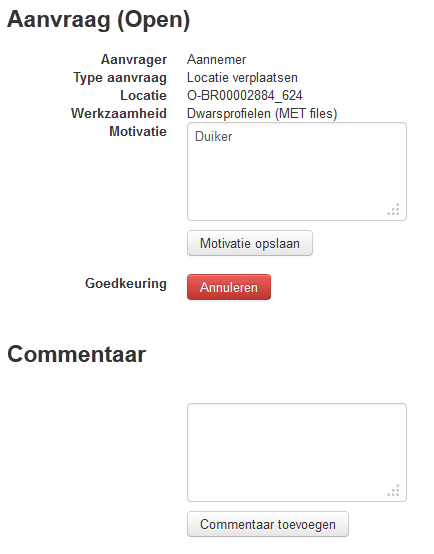 Aanvraag (Open)
Aanvrager Aannemer
Type aanvraag Locatie verplaatsen
Locatie O-BR00002884_624
Werkzaamheid Dwarsprofielen (MET files)
Motivatie Duiker
Motivatie opslaan
Goedkeuring Annuleren
Commentaar
Commentaar toevoegen